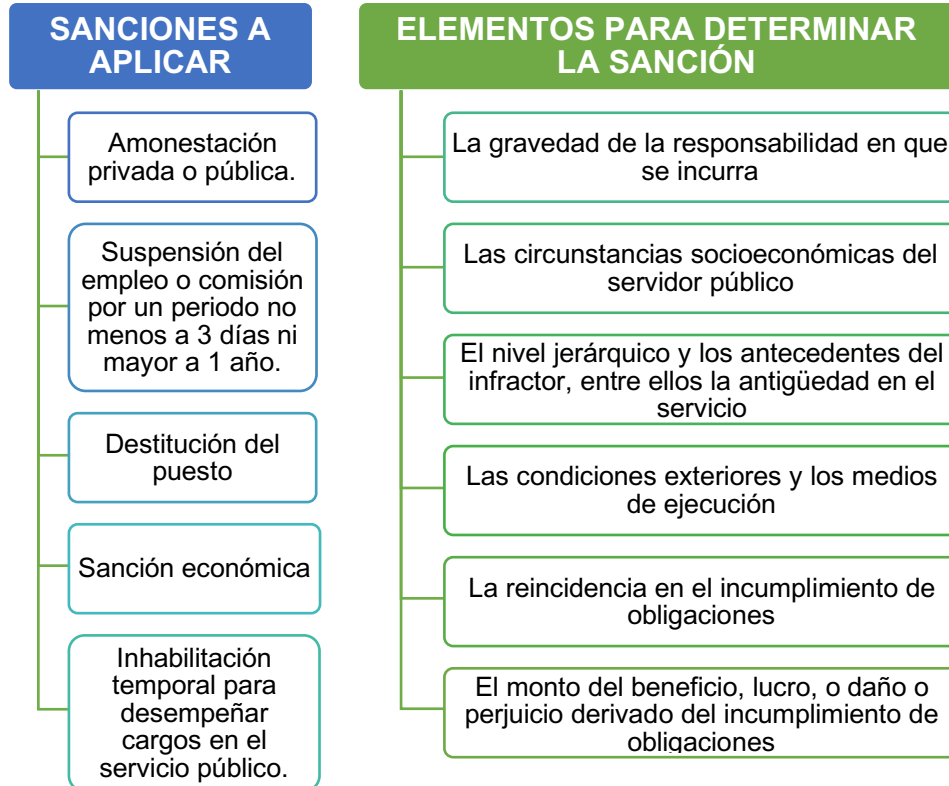 SANCIONES A
APLICAR
Amonestación
privada o pública.
Suspensión del
empleo o comisión
por un periodo no
menos a 3 días ni
mayor a 1 año.
Destitución del
puesto
Sanción económica
Inhabilitación
temporal para
desempeñar
cargos en el
servicio público.
ELEMENTOS PARA DETERMINAR
LA SANCIÓN
La gravedad de la responsabilidad en que
se incurra
Las circunstancias socioeconómicas del
servidor público
El nivel jerárquico y los antecedentes del
infractor, entre ellos la antigüedad en el
servicio
Las condiciones exteriores y los medios
de ejecución
La reincidencia en el incumplimiento de
obligaciones
El monto del beneficio, lucro, o daño o
perjuicio derivado del incumplimiento de
obligaciones